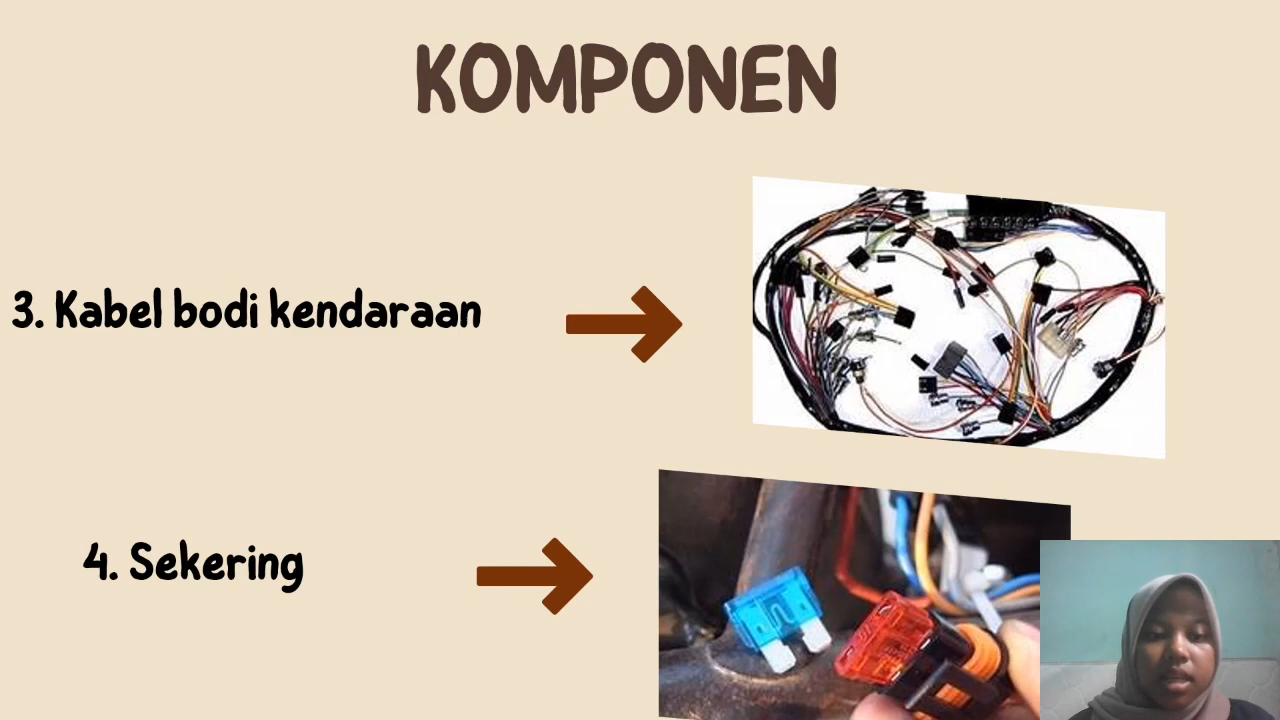 KOMPONEN
3. Kabel bodi kendaraan
4. Sekering